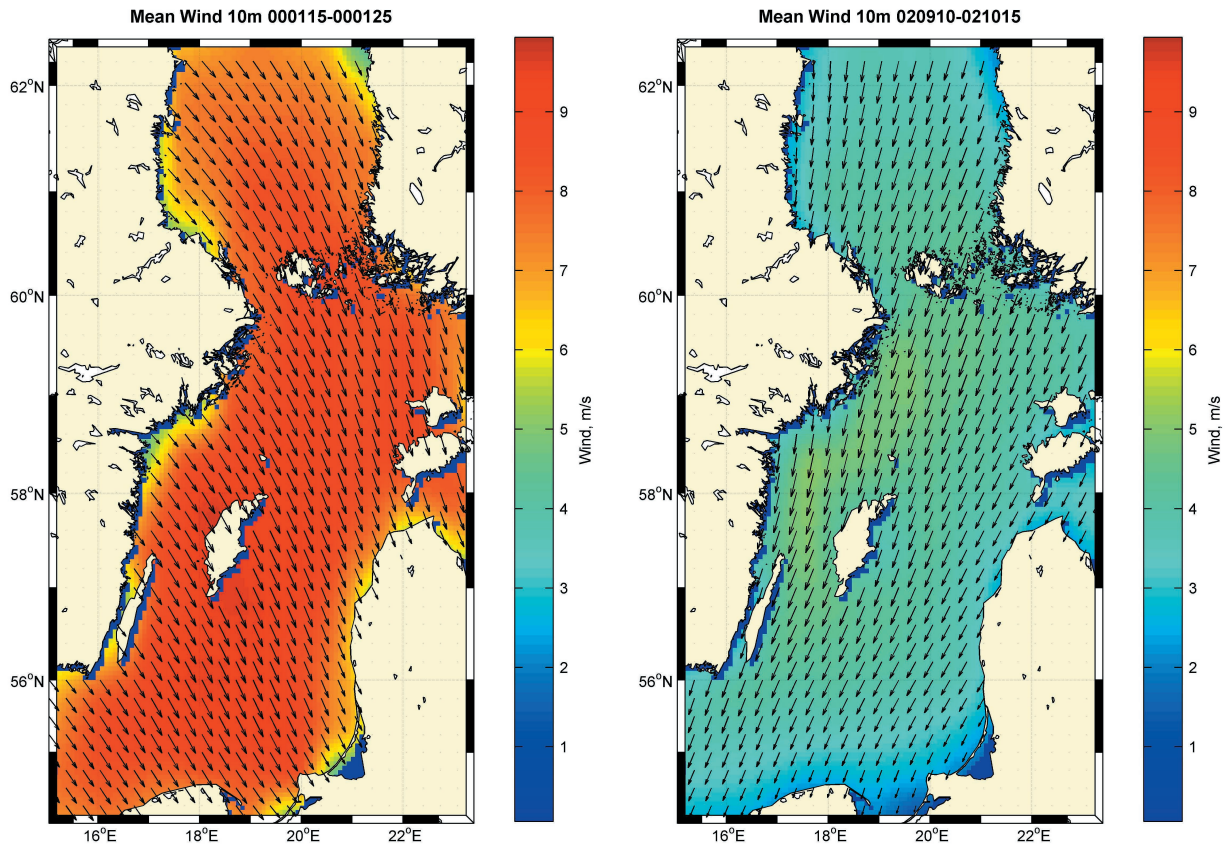 Mean Wind 10m 000115-000125
Mean Wind 10m 020910-021015
62°N
60°N
58°N
56°N
16°E
18°E
20°E
22°E
9
8
7
6
5
4
3
2
1
Wind, m/s
62°N
60°N
58°N
56°N
16°E
18°E
20°E
22°E
9
8
7
6
5
4
3
2
1
Wind, m/s